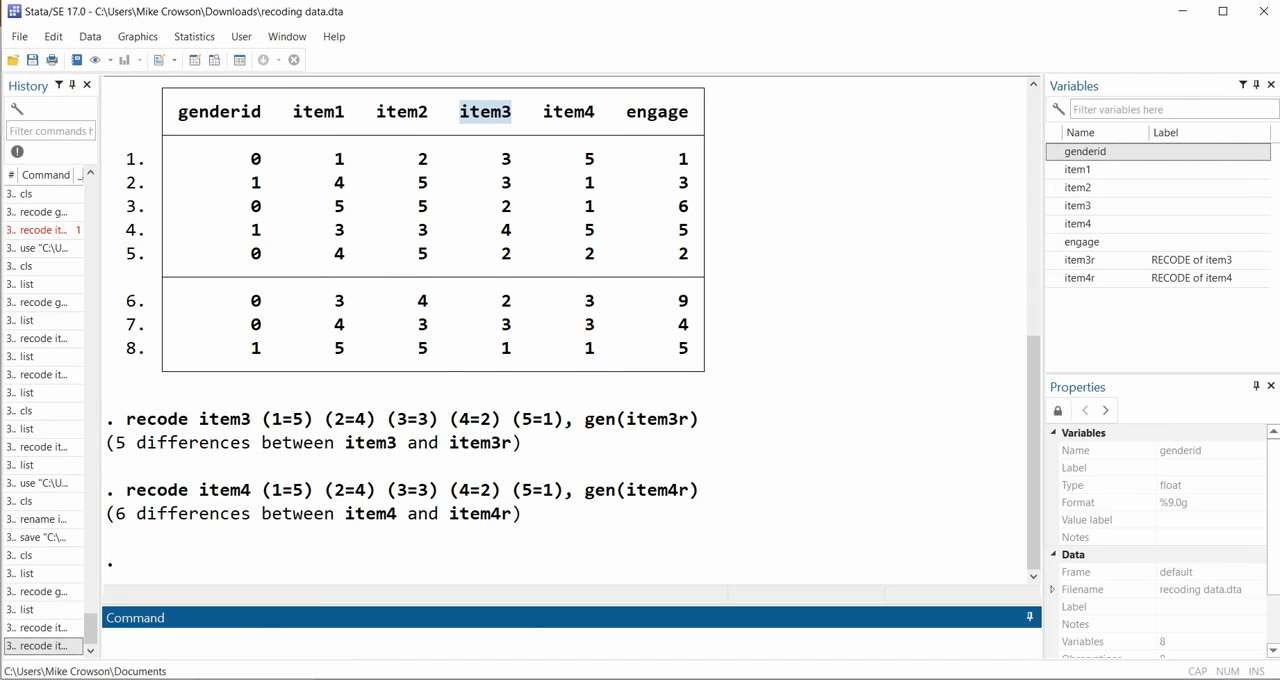 Stata/SE 17.0 - C:\Users\Mike Crowson\Downloads\recoding data.dta
File Edit Data Graphics Statistics User Window Help
History
Filter commands h
# Command _
3.. cls
3.. recode g...
3.. recode it... 1
3.. use "C:\U...
3.. cls
3.. list
3.. recode g...
3.. list
3.. recode it...
3.. list
3.. recode it...
3.. list
3.. cls
3.. list
3.. recode it...
3.. list
3.. use "C:\U...
3.. cls
3.. rename i...
3.. save "C:\...
3.. cls
3.. list
3.. recode g...
3.. list
3.. recode it...
3.. recode it...
genderid item1 item2 item3 item4 engage
1. 0 1 2 3 5 1
2. 1 4 5 3 1 3
3. 0 5 5 2 1 6
4. 1 3 3 4 5 5
5. 0 4 5 2 2 2
6. 0 3 4 2 3 9
7. 0 4 3 3 3 4
8. 1 5 5 1 1 5
. recode item3 (1=5) (2=4) (3=3) (4=2) (5=1), gen(item3r)
(5 differences between item3 and item3r)
. recode item4 (1=5) (2=4) (3=3) (4=2) (5=1), gen(item4r)
(6 differences between item4 and item4r)
.
Command
Variables
Filter variables here
Name Label
genderid
item1
item2
item3
item4
engage
item3r RECODE of item3
item4r RECODE of item4
Properties
Variables
Name genderid
Label
Type float
Format %9.0g
Value label
Notes
Data
Frame default
Filename recoding data.dta
Label
Notes
Variables 8
C:\Users\Mike Crowson\Documents
CAP NUM INS